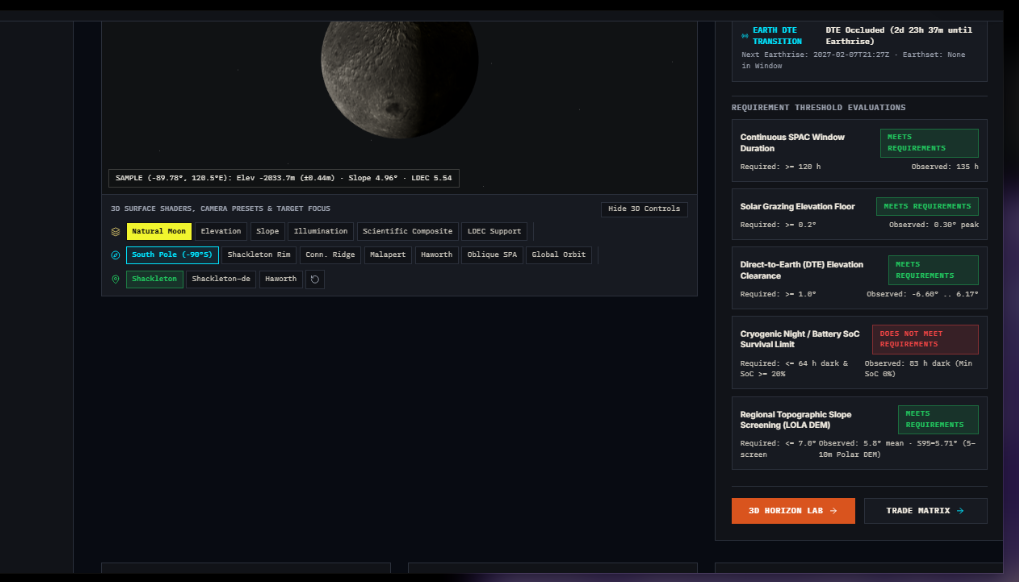 EARTH DTE TRANSITION
DTE Occluded (2d 23h 37m until Earthrise)
Next Earthrise: 2027-02-07T21:27Z · Earthset: None in Window
REQUIREMENT THRESHOLD EVALUATIONS
Continuous SPAC Window Duration
MEETS REQUIREMENTS
Required: >= 120 h
Observed: 135 h
Solar Grazing Elevation Floor
MEETS REQUIREMENTS
Required: >= 0.2°
Observed: 0.30° peak
Direct-to-Earth (DTE) Elevation Clearance
MEETS REQUIREMENTS
Required: >= 1.0°
Observed: -6.60° .. 6.17°
Cryogenic Night / Battery SoC Survival Limit
DOES NOT MEET REQUIREMENTS
Required: <= 64 h dark & SoC >= 20%
Observed: 83 h dark (Min SoC 0%)
Regional Topographic Slope Screening (LOLA DEM)
MEETS REQUIREMENTS
Required: <= 7.0° screen
Observed: 5.8° mean · S95=5.71° (5-10m Polar DEM)
3D HORIZON LAB →
TRADE MATRIX →
SAMPLE (-89.78°, 120.5°E): Elev -2033.7m (±0.44m) · Slope 4.96° · LDEC 5.54
3D SURFACE SHADERS, CAMERA PRESETS & TARGET FOCUS
Hide 3D Controls
Natural Moon Elevation Slope Illumination Scientific Composite LDEC Support
South Pole (-90°S) Shackleton Rim Conn. Ridge Malapert Haworth Oblique SPA Global Orbit
Shackleton Shackleton-de Haworth